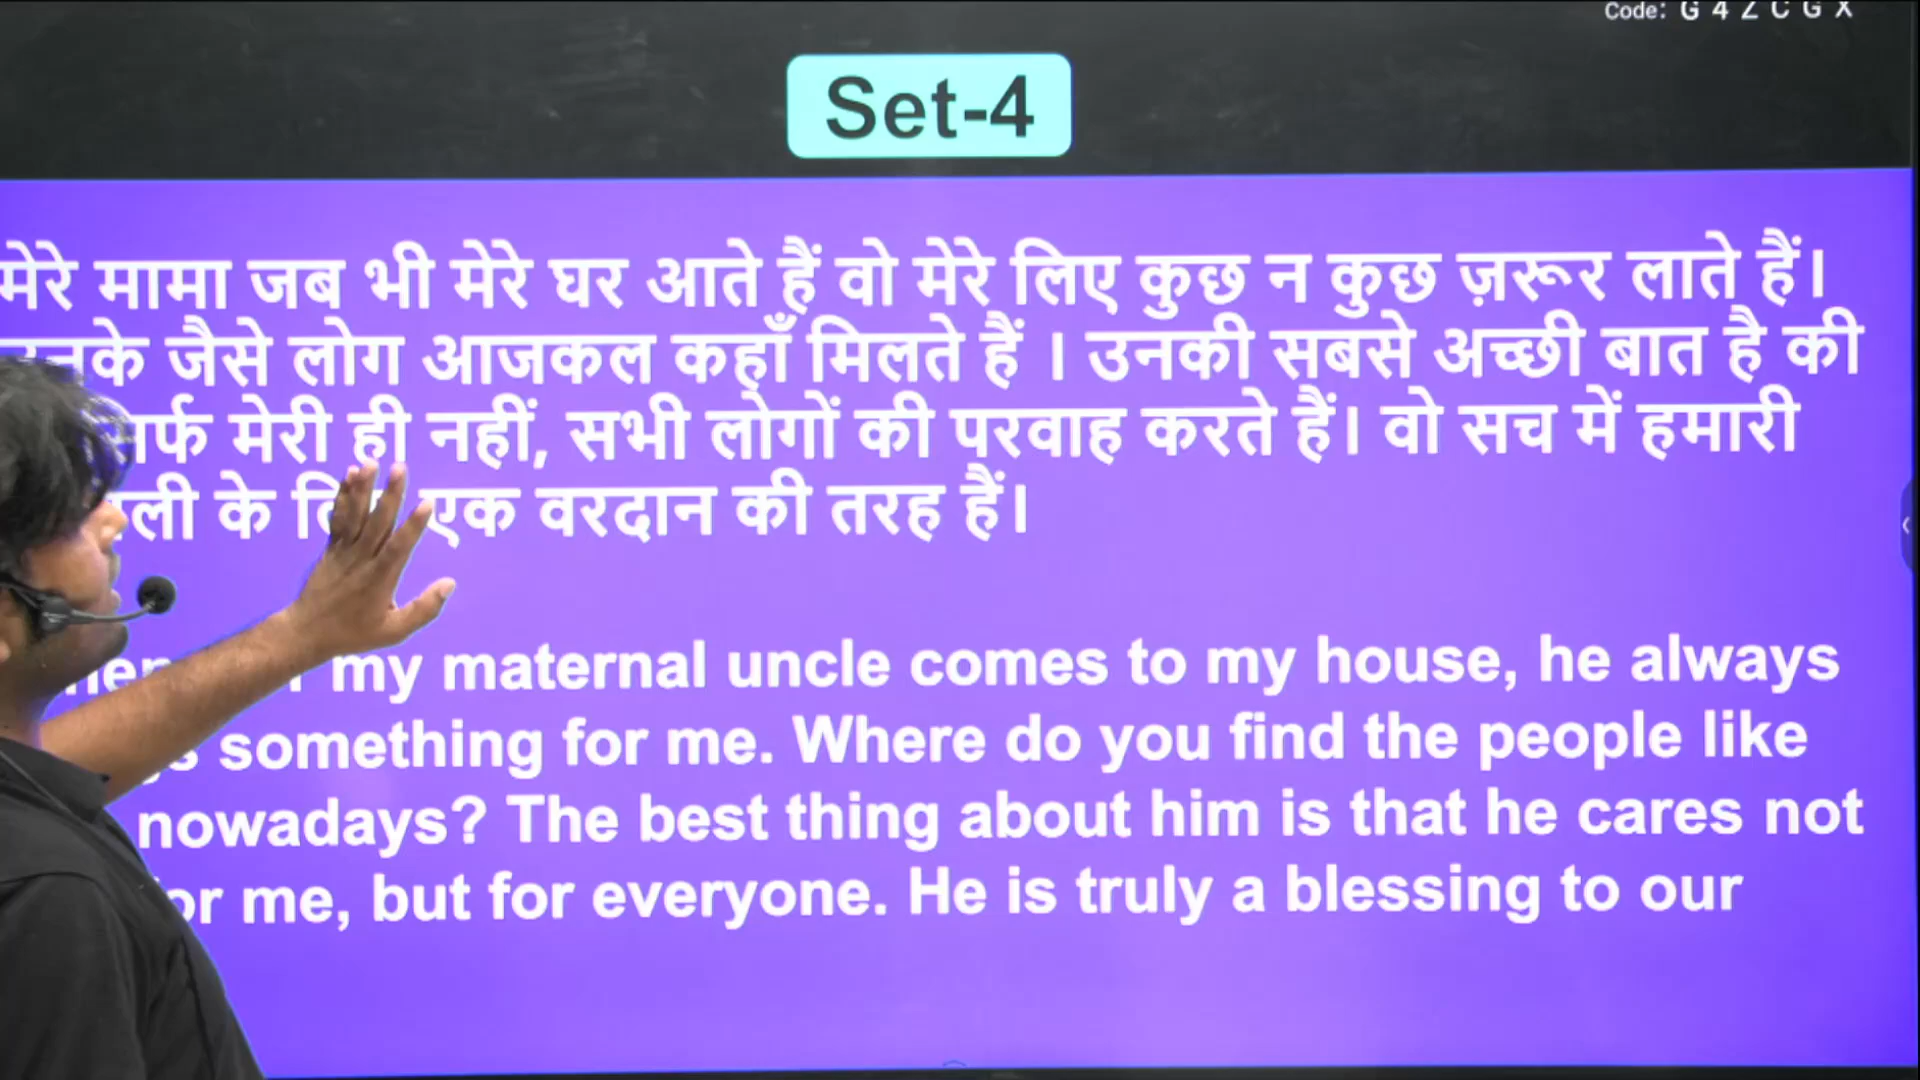 Code: G 4 Z C G X
Set-4
मेरे मामा जब भी मेरे घर आते हैं वो मेरे लिए कुछ न कुछ ज़रूर लाते हैं।
उनके जैसे लोग आजकल कहाँ मिलते हैं । उनकी सबसे अच्छी बात है की
मेरी ही नहीं, सभी लोगों की परवाह करते हैं। वो सच में हमारी
के लिए एक वरदान की तरह हैं।
my maternal uncle comes to my house, he always
something for me. Where do you find the people like
nowadays? The best thing about him is that he cares not
for me, but for everyone. He is truly a blessing to our